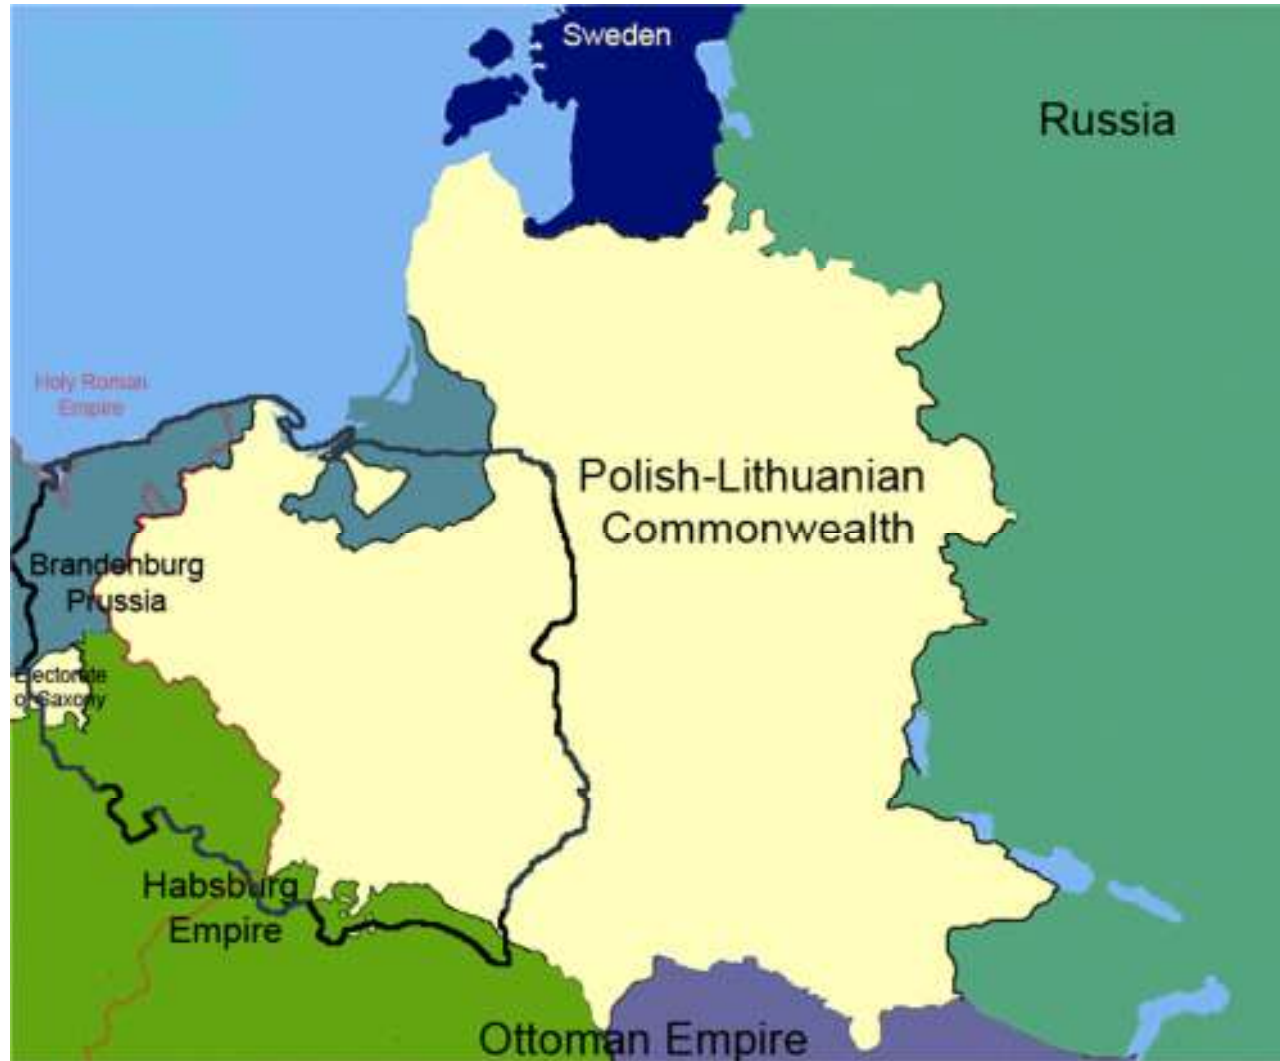 Sweden
Russia
Holy Roman
Empire
Polish-Lithuanian
Commonwealth
Brandenburg
Prussia
Electorate
of Saxony
Habsburg
Empire
Ottoman Empire